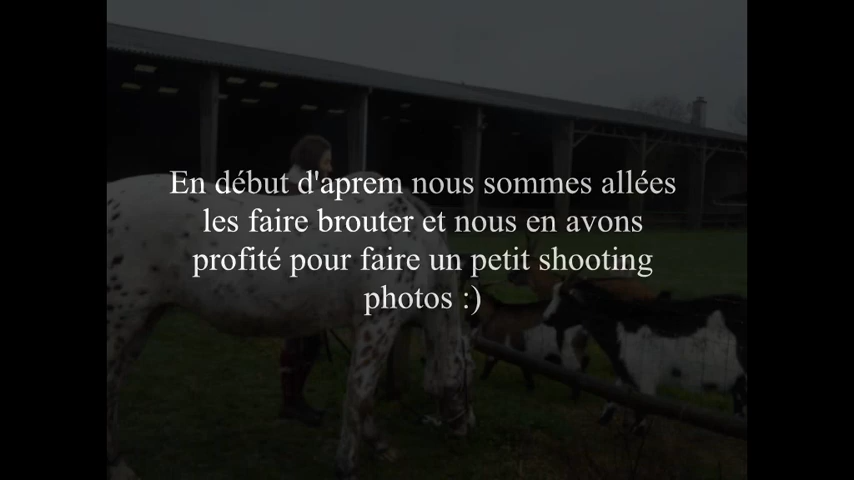 En début d'aprem nous sommes allées
les faire brouter et nous en avons
profité pour faire un petit shooting
photos :)